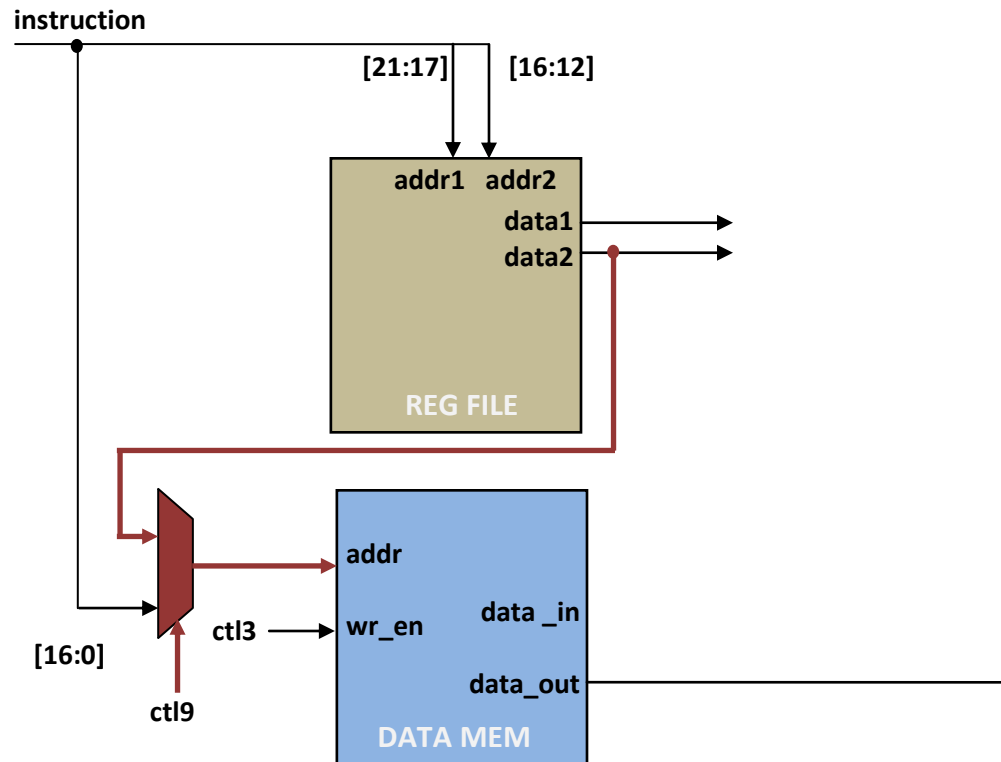 instruction
[21:17] [16:12]
addr1 addr2
data1
data2
REG FILE
addr
data _in
ctl3
wr_en
[16:0]
data_out
ctl9
DATA MEM